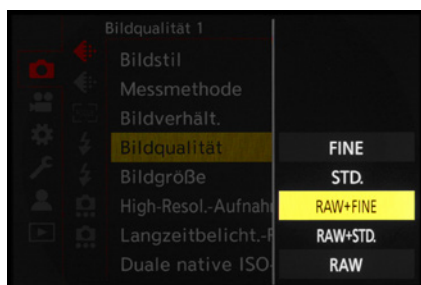 Bildqualität 1
Bildstil
Messmethode
Bildverhält.
Bildqualität
Bildgröße
High-Resol.-Aufnah
Langzeitbelicht.-
Duale native ISO
FINE
STD.
RAW+FINE
RAW+STD.
RAW